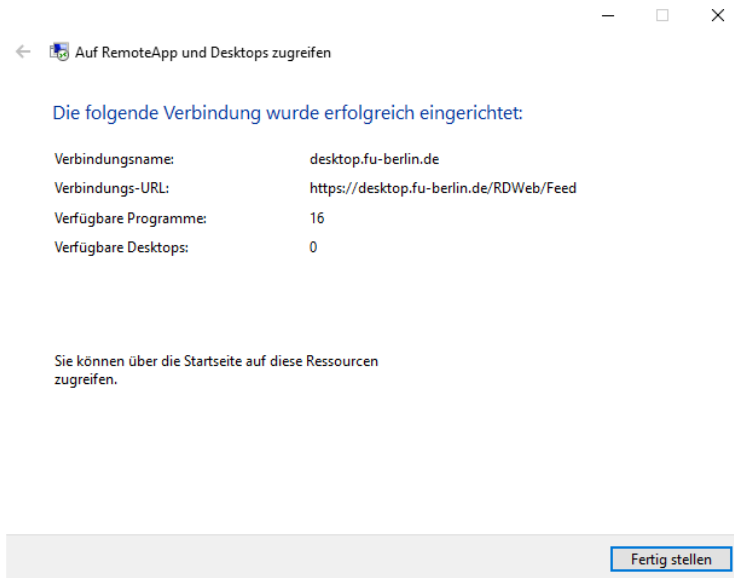 Auf RemoteApp und Desktops zugreifen
Die folgende Verbindung wurde erfolgreich eingerichtet:
Verbindungsname: desktop.fu-berlin.de
Verbindungs-URL: https://desktop.fu-berlin.de/RDWeb/Feed
Verfügbare Programme: 16
Verfügbare Desktops: 0
Sie können über die Startseite auf diese Ressourcen
zugreifen.
Fertig stellen